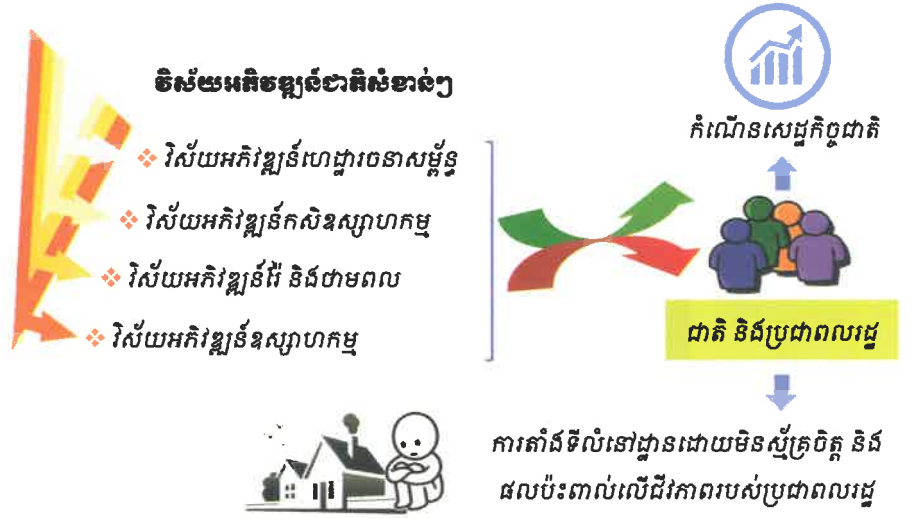 វិស័យអភិវឌ្ឍន៍ជាតិសំខាន់ៗ
វិស័យអភិវឌ្ឍន៍ហេដ្ឋារចនាសម្ព័ន្ធ
វិស័យអភិវឌ្ឍន៍កសិឧស្សាហកម្ម
វិស័យអភិវឌ្ឍន៍រ៉ែ និងថាមពល
វិស័យអភិវឌ្ឍន៍ឧស្សាហកម្ម
កំណើនសេដ្ឋកិច្ចជាតិ
ជាតិ និងប្រជាពលរដ្ឋ
ការតាំងទីលំនៅដ្ឋានដោយមិនស្ម័គ្រចិត្ត និង
ផលប៉ះពាល់លើជីវភាពរបស់ប្រជាពលរដ្ឋ